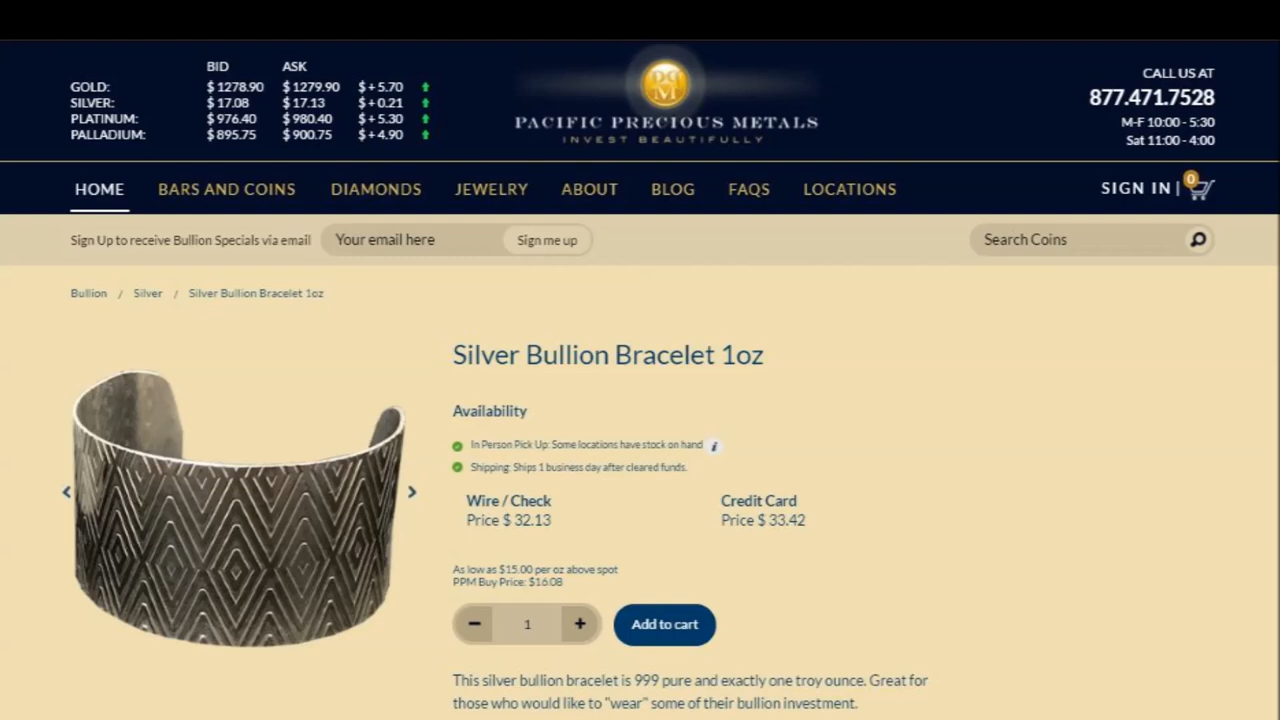 BID ASK
GOLD: $ 1278.90 $ 1279.90 $ + 5.70
SILVER: $ 17.08 $ 17.13 $ + 0.21
PLATINUM: $ 976.40 $ 980.40 $ + 5.30
PALLADIUM: $ 895.75 $ 900.75 $ + 4.90
PACIFIC PRECIOUS METALS
INVEST BEAUTIFULLY
CALL US AT
877.471.7528
M-F 10:00 - 5:30
Sat 11:00 - 4:00
HOME BARS AND COINS DIAMONDS JEWELRY ABOUT BLOG FAQS LOCATIONS SIGN IN | 0
Sign Up to receive Bullion Specials via email Your email here Sign me up Search Coins
Bullion / Silver / Silver Bullion Bracelet 1oz
Silver Bullion Bracelet 1oz
Availability
In Person Pick Up: Some locations have stock on hand i
Shipping: Ships 1 business day after cleared funds.
Wire / Check Credit Card
Price $ 32.13 Price $ 33.42
As low as $15.00 per oz above spot
PPM Buy Price: $16.08
− 1 + Add to cart
This silver bullion bracelet is 999 pure and exactly one troy ounce. Great for
those who would like to "wear" some of their bullion investment.